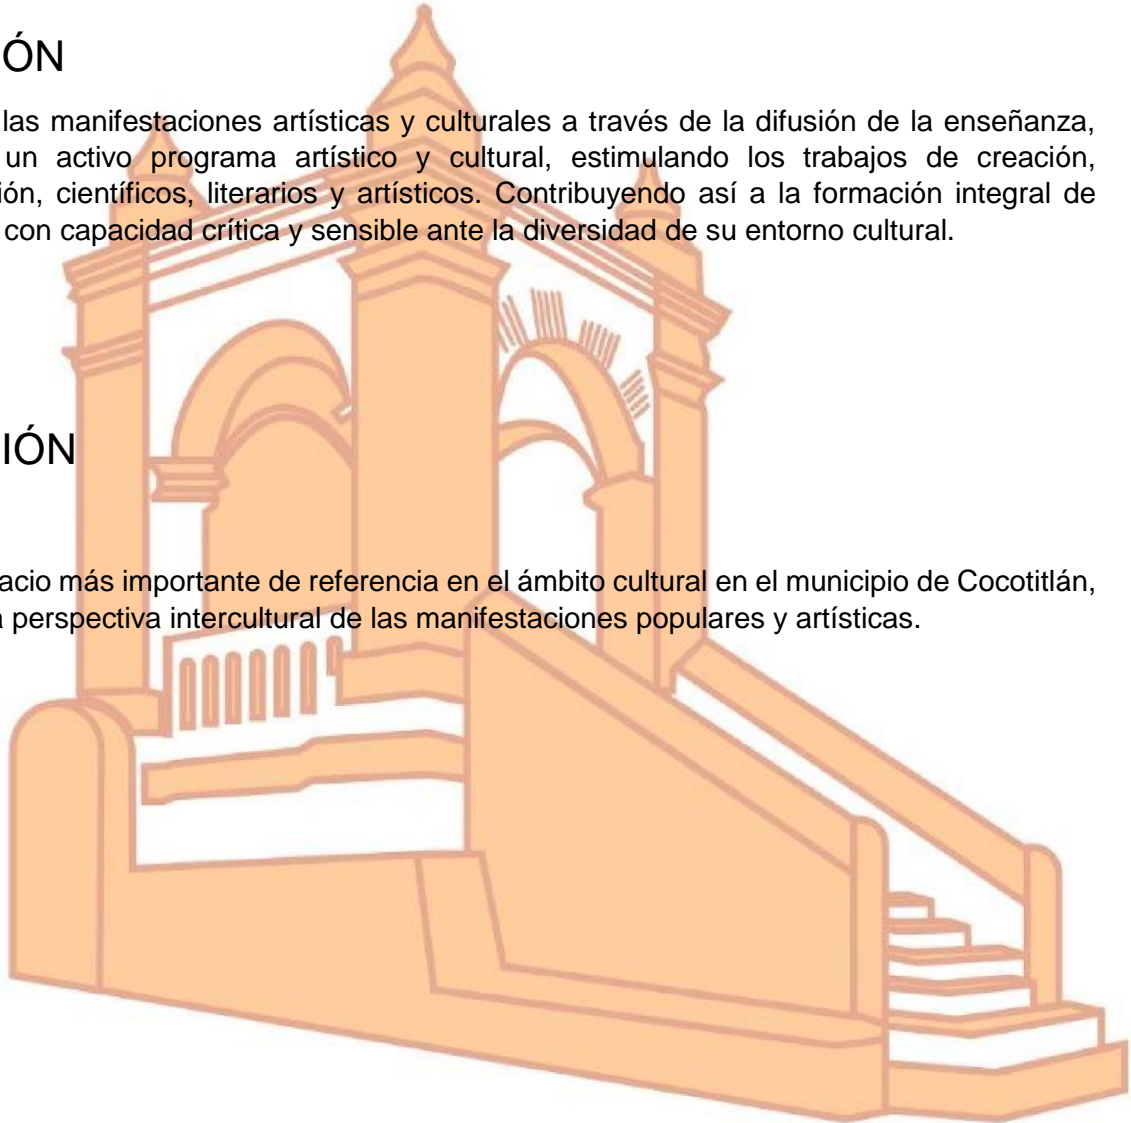 ÓN
las manifestaciones artísticas y culturales a través de la difusión de la enseñanza,
un activo programa artístico y cultural, estimulando los trabajos de creación,
ión, científicos, literarios y artísticos. Contribuyendo así a la formación integral de
con capacidad crítica y sensible ante la diversidad de su entorno cultural.
IÓN
acio más importante de referencia en el ámbito cultural en el municipio de Cocotitlán,
a perspectiva intercultural de las manifestaciones populares y artísticas.